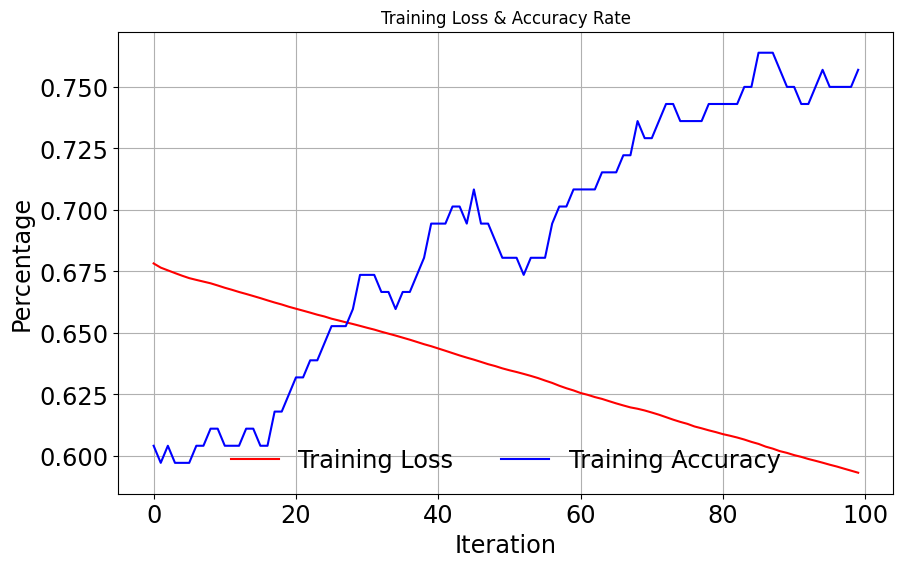 Training Loss & Accuracy Rate
Percentage
0.750
0.725
0.700
0.675
0.650
0.625
0.600
Training Loss
Training Accuracy
0 20 40 60 80 100
Iteration